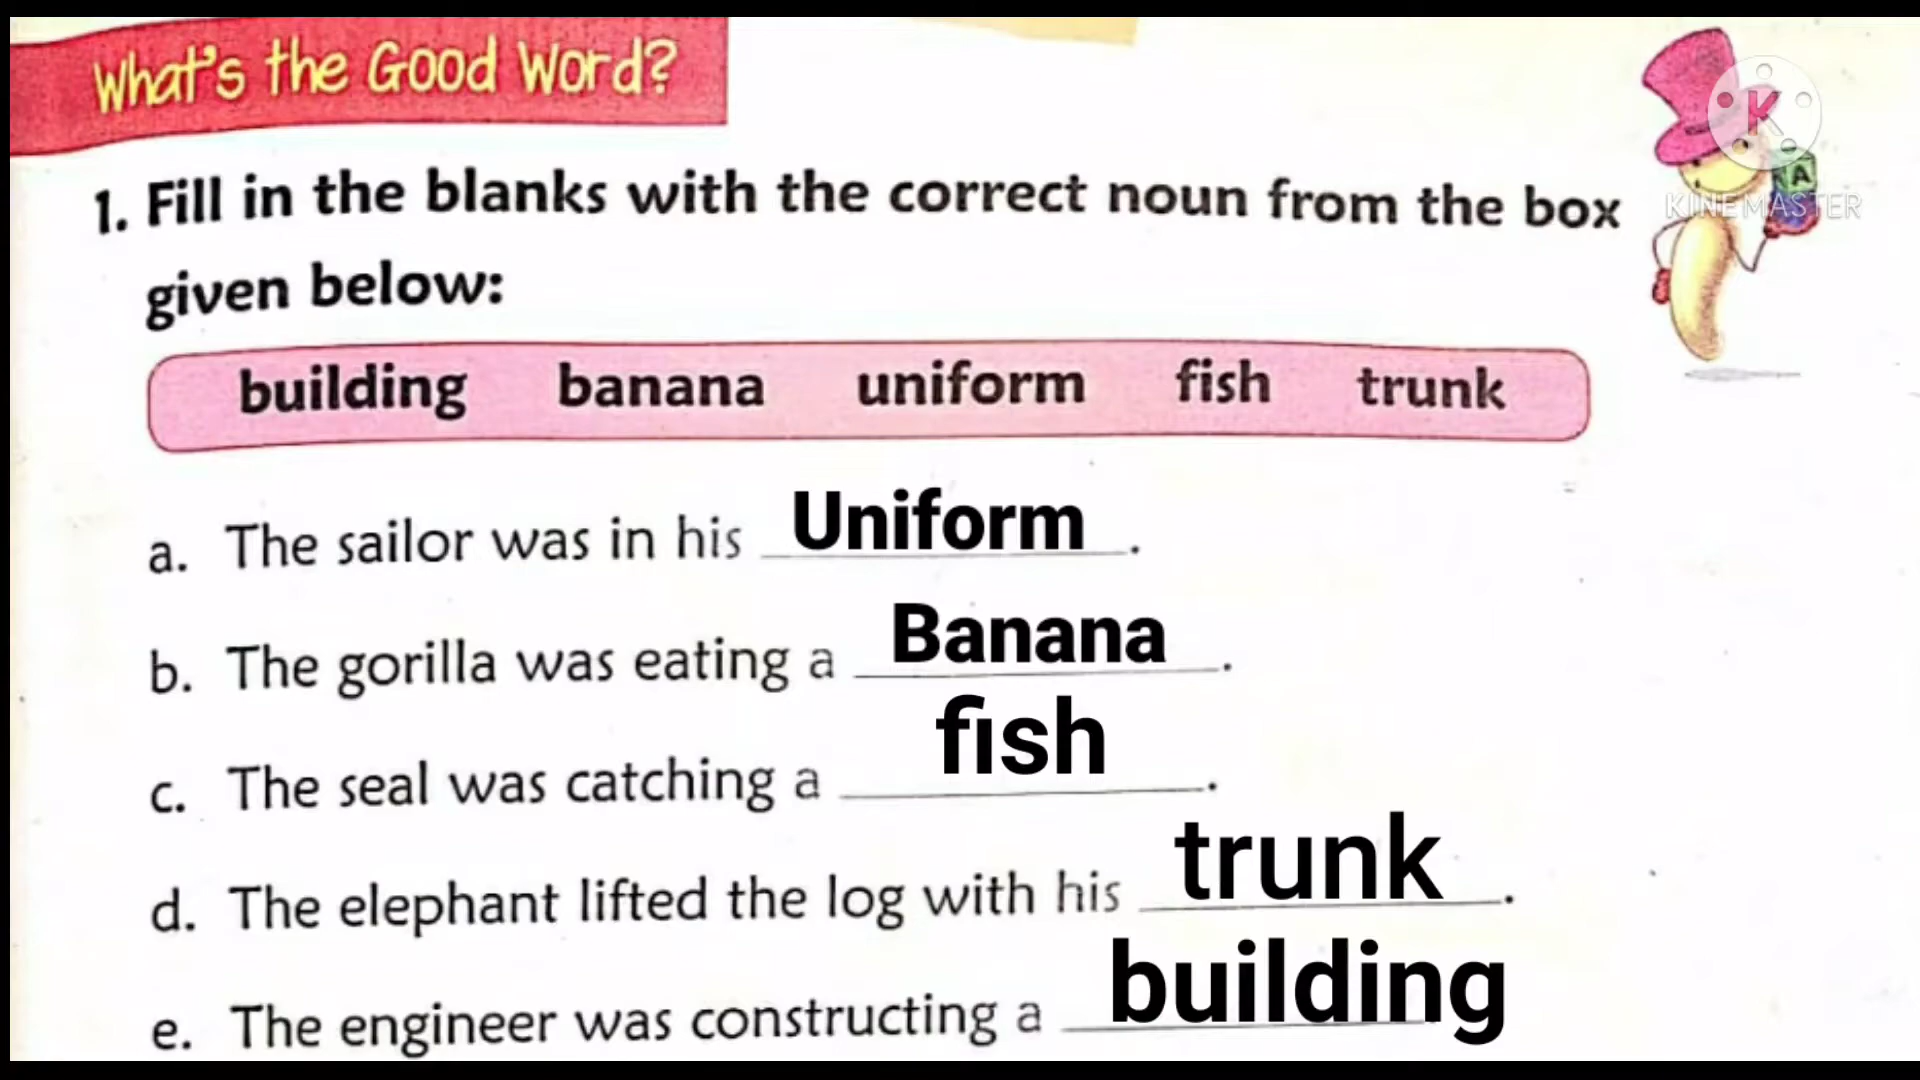 What's the Good Word?
K
A
KINEMASTER
1. Fill in the blanks with the correct noun from the box
given below:
building banana uniform fish trunk
a. The sailor was in his Uniform.
b. The gorilla was eating a Banana.
c. The seal was catching a fish.
d. The elephant lifted the log with his trunk.
e. The engineer was constructing a building